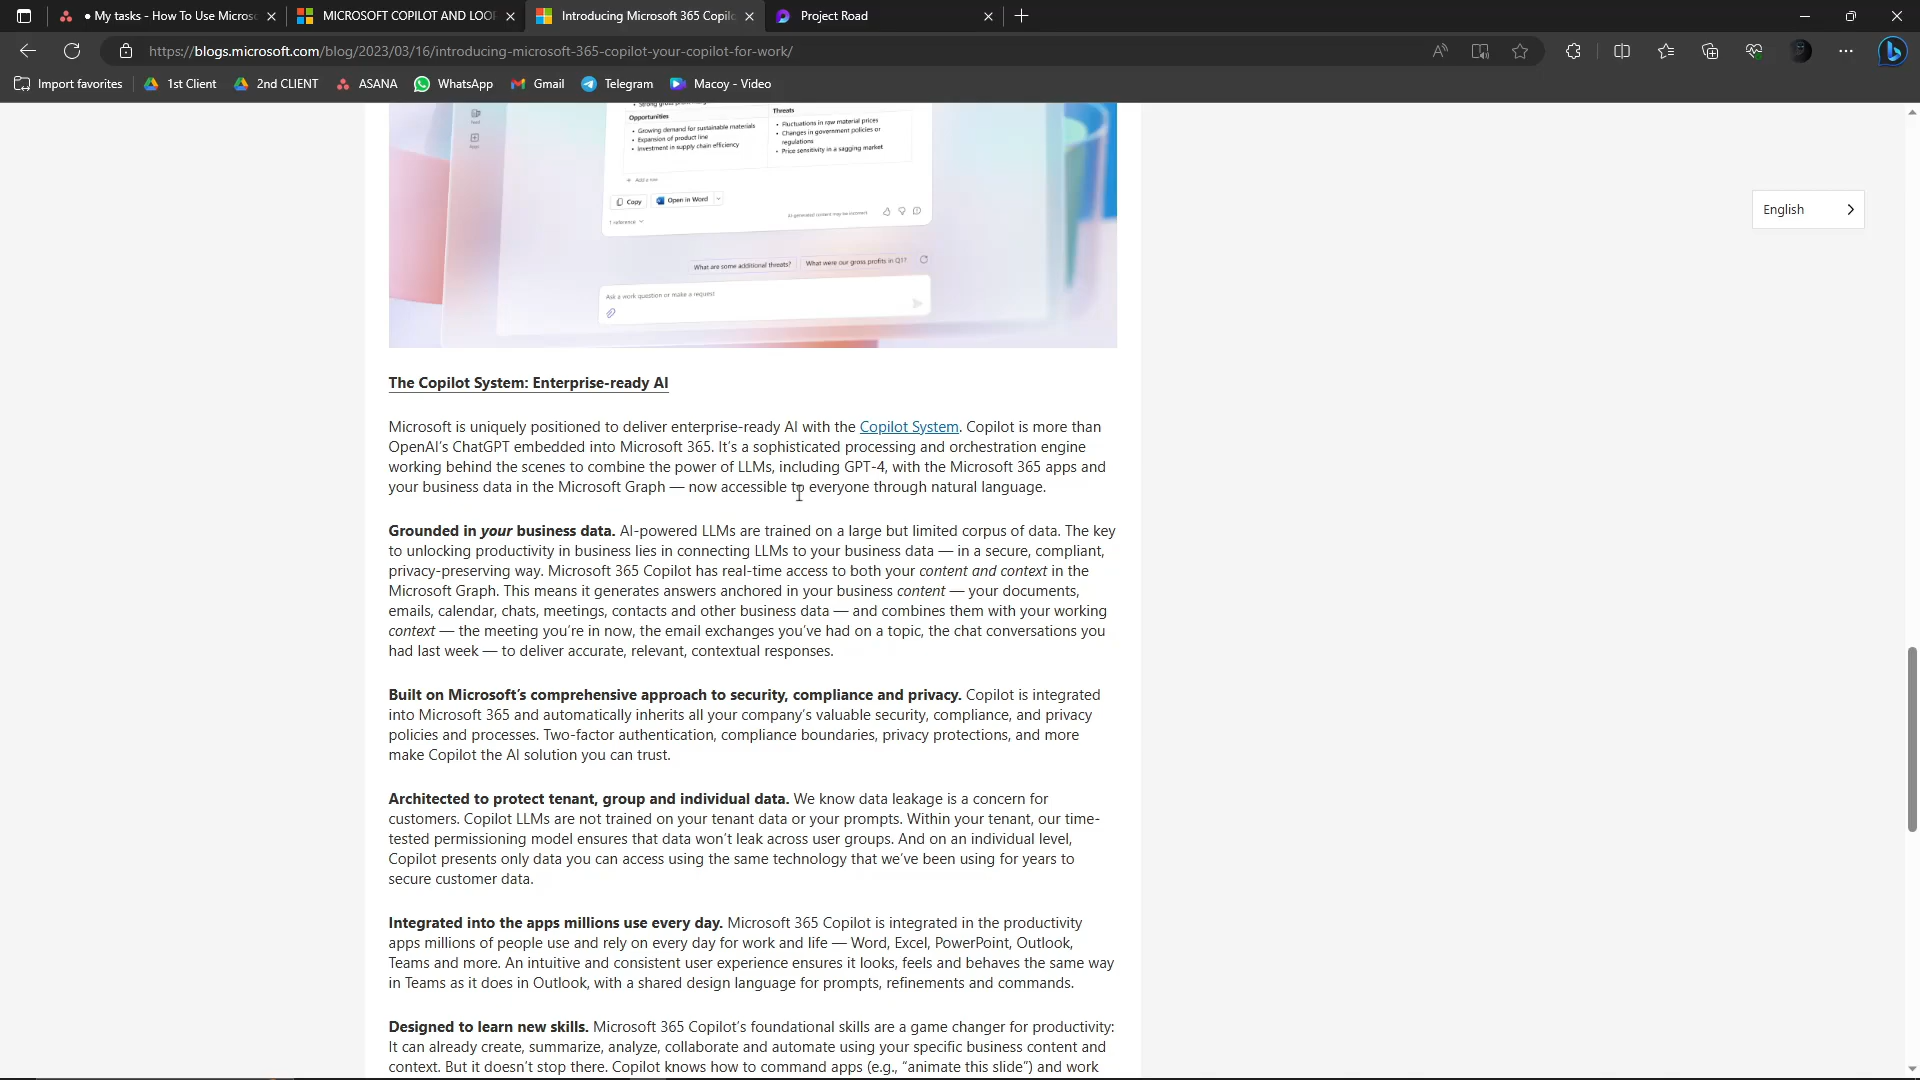 My tasks - How To Use Micros
MICROSOFT COPILOT AND LOO
Introducing Microsoft 365 Copil
Project Road
https://blogs.microsoft.com/blog/2023/03/16/introducing-microsoft-365-copilot-your-copilot-for-work/
Import favorites
1st Client
2nd CLIENT
ASANA
WhatsApp
Gmail
Telegram
Macoy - Video
• Strong gross profit
Opportunities
• Growing demand for sustainable materials
• Expansion of product line
• Investment in supply chain efficiency
Threats
• Fluctuations in raw material prices
• Changes in government policies or
regulations
• Price sensitivity in a sagging market
+ Add a row
Copy
Open in Word
1 reference
AI-generated content may be incorrect
What are some additional threats?
What were our gross profits in Q1?
Ask a work question or make a request
English
The Copilot System: Enterprise-ready AI
Microsoft is uniquely positioned to deliver enterprise-ready AI with the Copilot System. Copilot is more than
OpenAI’s ChatGPT embedded into Microsoft 365. It’s a sophisticated processing and orchestration engine
working behind the scenes to combine the power of LLMs, including GPT-4, with the Microsoft 365 apps and
your business data in the Microsoft Graph — now accessible to everyone through natural language.
Grounded in your business data. AI-powered LLMs are trained on a large but limited corpus of data. The key
to unlocking productivity in business lies in connecting LLMs to your business data — in a secure, compliant,
privacy-preserving way. Microsoft 365 Copilot has real-time access to both your content and context in the
Microsoft Graph. This means it generates answers anchored in your business content — your documents,
emails, calendar, chats, meetings, contacts and other business data — and combines them with your working
context — the meeting you’re in now, the email exchanges you’ve had on a topic, the chat conversations you
had last week — to deliver accurate, relevant, contextual responses.
Built on Microsoft’s comprehensive approach to security, compliance and privacy. Copilot is integrated
into Microsoft 365 and automatically inherits all your company’s valuable security, compliance, and privacy
policies and processes. Two-factor authentication, compliance boundaries, privacy protections, and more
make Copilot the AI solution you can trust.
Architected to protect tenant, group and individual data. We know data leakage is a concern for
customers. Copilot LLMs are not trained on your tenant data or your prompts. Within your tenant, our time-
tested permissioning model ensures that data won’t leak across user groups. And on an individual level,
Copilot presents only data you can access using the same technology that we’ve been using for years to
secure customer data.
Integrated into the apps millions use every day. Microsoft 365 Copilot is integrated in the productivity
apps millions of people use and rely on every day for work and life — Word, Excel, PowerPoint, Outlook,
Teams and more. An intuitive and consistent user experience ensures it looks, feels and behaves the same way
in Teams as it does in Outlook, with a shared design language for prompts, refinements and commands.
Designed to learn new skills. Microsoft 365 Copilot’s foundational skills are a game changer for productivity:
It can already create, summarize, analyze, collaborate and automate using your specific business content and
context. But it doesn’t stop there. Copilot knows how to command apps (e.g., “animate this slide”) and work